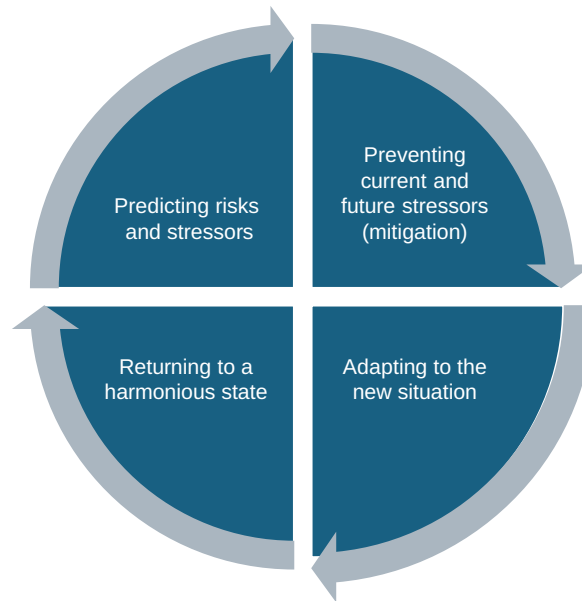 Predicting risks
and stressors
Preventing
current and
future stressors
(mitigation)
Returning to a
harmonious state
Adapting to the
new situation